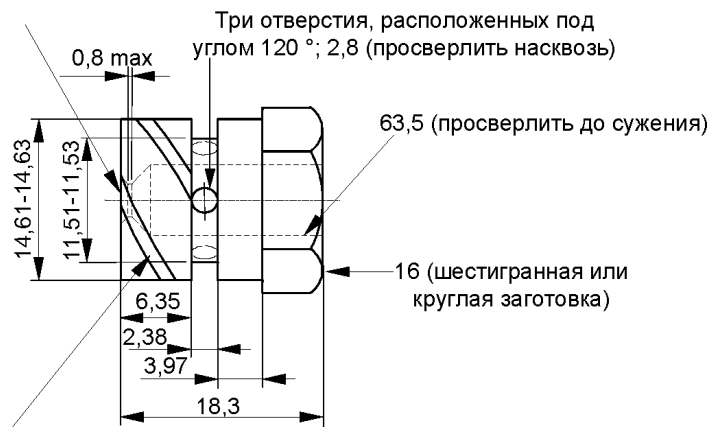 Три отверстия, расположенных под
углом 120 °; 2,8 (просверлить насквозь)
0,8 max
63,5 (просверлить до сужения)
14,61-14,63
11,51-11,53
16 (шестигранная или
круглая заготовка)
6,35
2,38
3,97
18,3